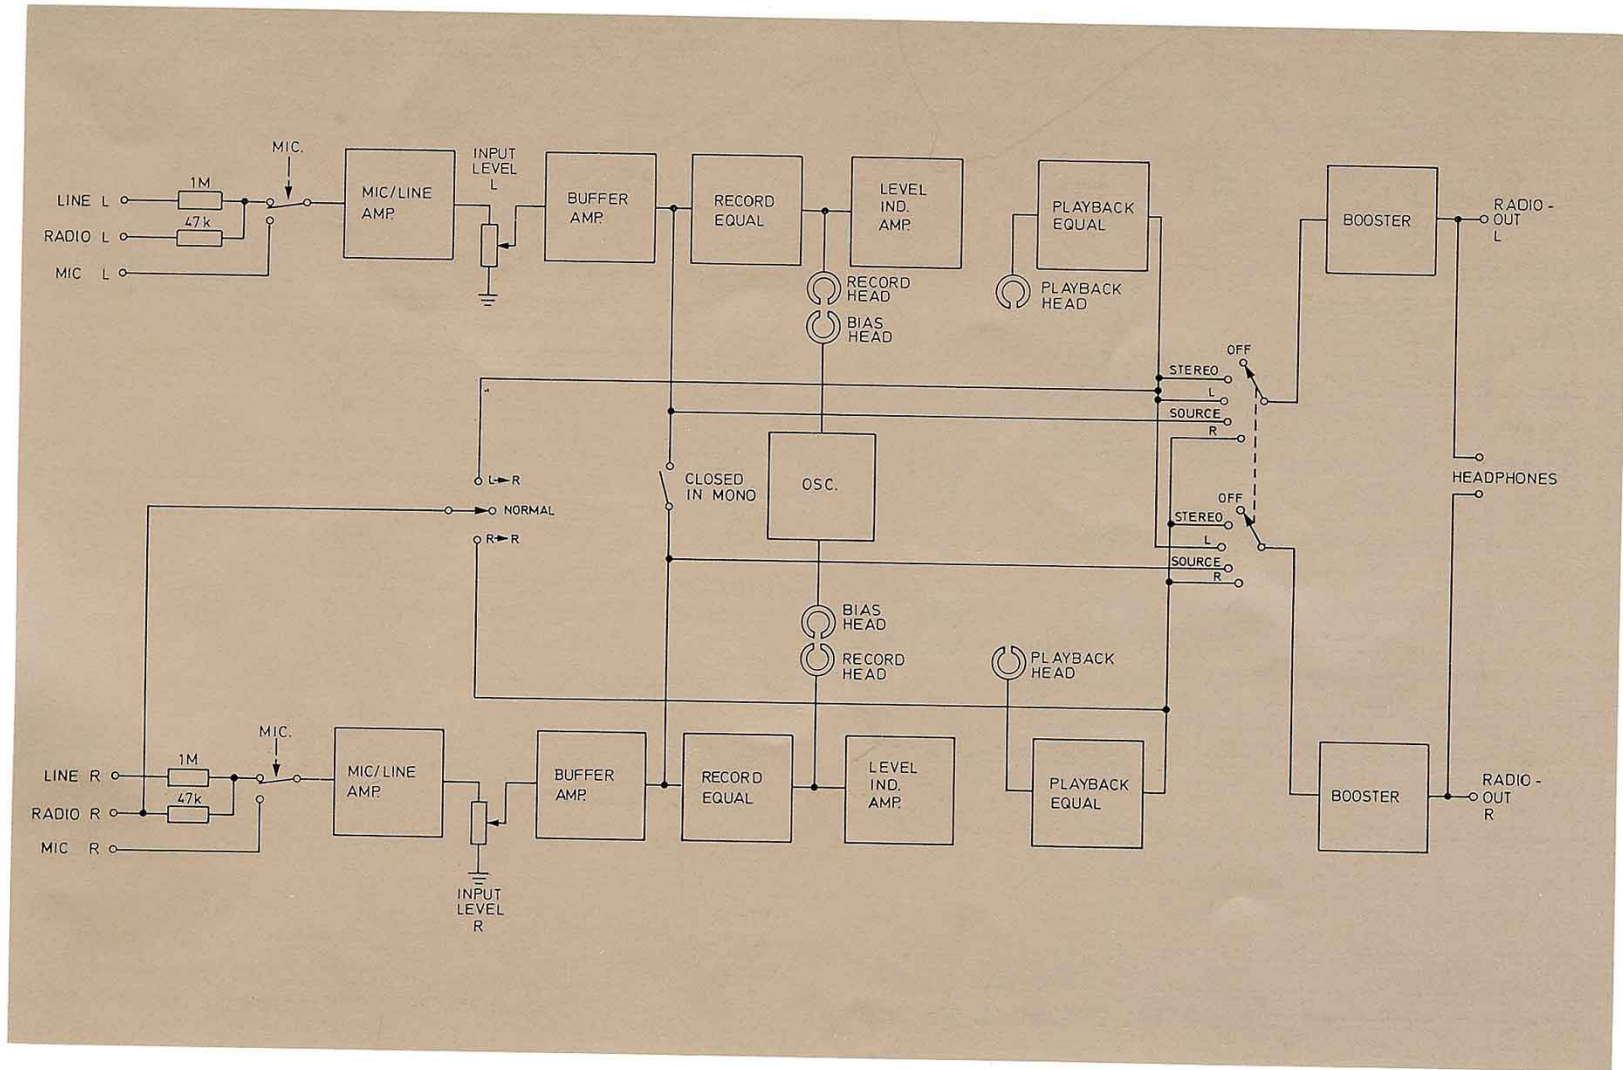 MIC.
INPUT
LEVEL
L
1M
LINE L
47k
RADIO L
MIC L
MIC/LINE
AMP.
BUFFER
AMP.
RECORD
EQUAL
LEVEL
IND.
AMP.
PLAYBACK
EQUAL
BOOSTER
RADIO -
OUT
L
RECORD
HEAD
BIAS
HEAD
PLAYBACK
HEAD
OFF
STEREO
L
SOURCE
R
L→R
NORMAL
R→R
CLOSED
IN MONO
OSC.
HEADPHONES
OFF
STEREO
L
SOURCE
R
BIAS
HEAD
RECORD
HEAD
PLAYBACK
HEAD
MIC.
1M
LINE R
47k
RADIO R
MIC R
MIC/LINE
AMP.
INPUT
LEVEL
R
BUFFER
AMP.
RECORD
EQUAL
LEVEL
IND.
AMP.
PLAYBACK
EQUAL
BOOSTER
RADIO -
OUT
R